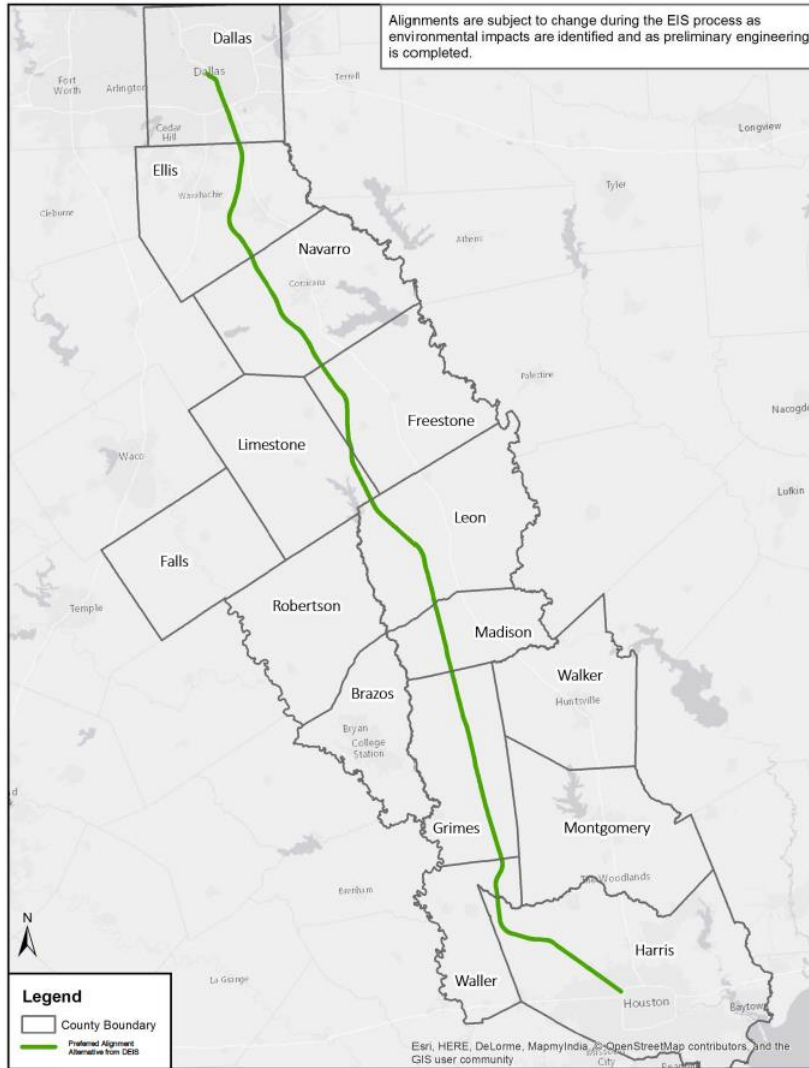 Alignments are subject to change during the EIS process as
environmental impacts are identified and as preliminary engineering
is completed.
Dallas
Dallas
Fort
Worth
Arlington
Terrell
Cedar
Hill
Longview
Ellis
Waxahachie
Tyler
Cleburne
Navarro
Athens
Corsicana
Palestine
Nacogd
Freestone
Limestone
Waco
Lufkin
Leon
Falls
Temple
Robertson
Madison
Walker
Huntsville
Brazos
Bryan
College
Station
Grimes
Montgomery
The Woodlands
Brenham
N
Harris
La Grange
Waller
Houston
Baytown
Legend
County Boundary
Preferred Alignment
Alternative from DEIS
Missouri
City
Esri, HERE, DeLorme, MapmyIndia, © OpenStreetMap contributors, and the
GIS user community